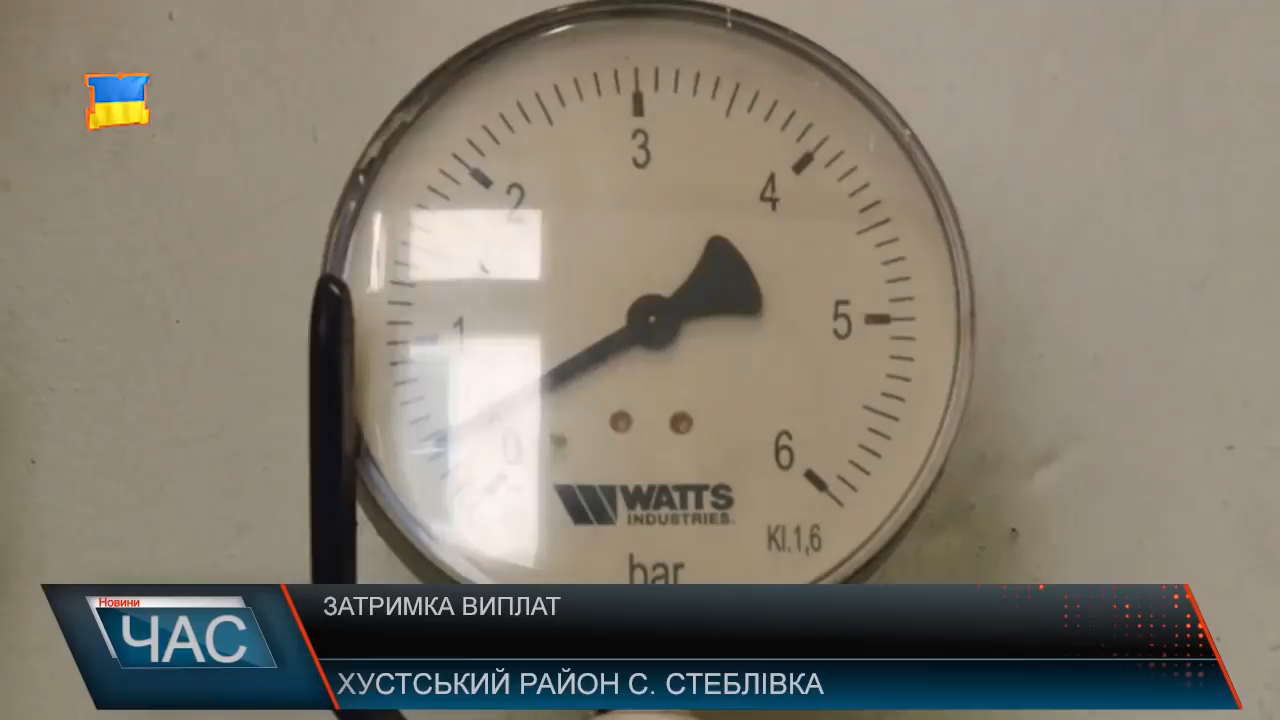 3
2
4
1
5
0
6
WATTS
INDUSTRIES.
Kl.1,6
bar
Новини
ЧАС
ЗАТРИМКА ВИПЛАТ
ХУСТСЬКИЙ РАЙОН С. СТЕБЛІВКА